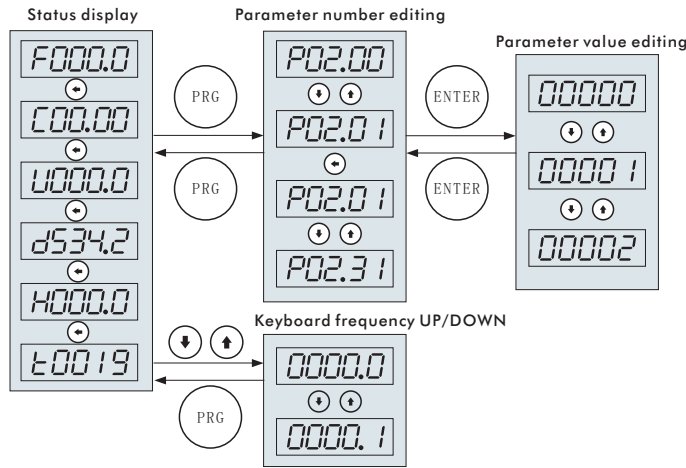 Status display
F000.0
C00.00
U000.0
d534.2
H000.0
t0019
PRG
PRG
Parameter number editing
P02.00
P02.01
P02.01
P02.31
ENTER
ENTER
Parameter value editing
00000
00001
00002
Keyboard frequency UP/DOWN
PRG
0000.0
0000.1